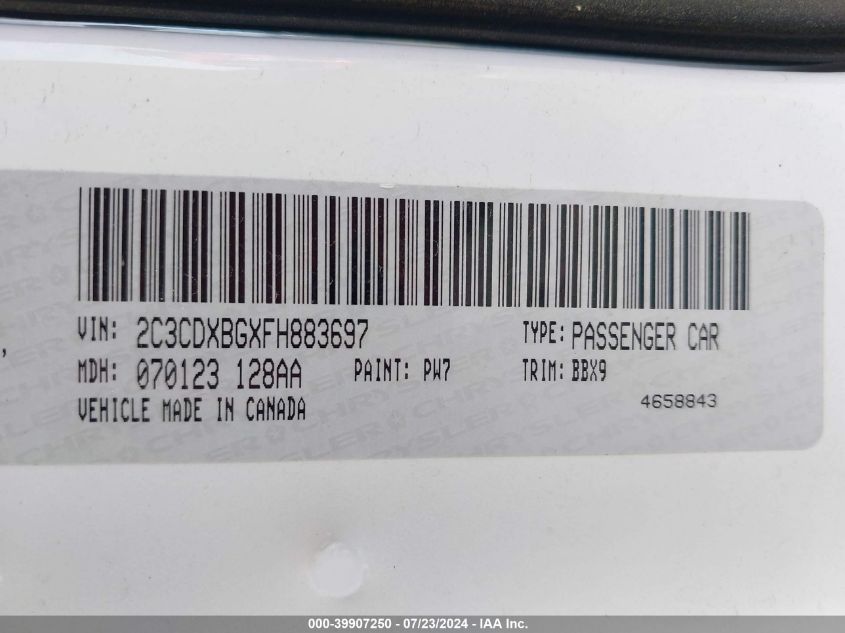 VIN: 2C3CDXBGXFH883697 TYPE: PASSENGER CAR
MDH: 070123 128AA PAINT: PW7 TRIM: BBX9
VEHICLE MADE IN CANADA 4658843
CHRYSLER
000-39907250 - 07/23/2024 - IAA Inc.